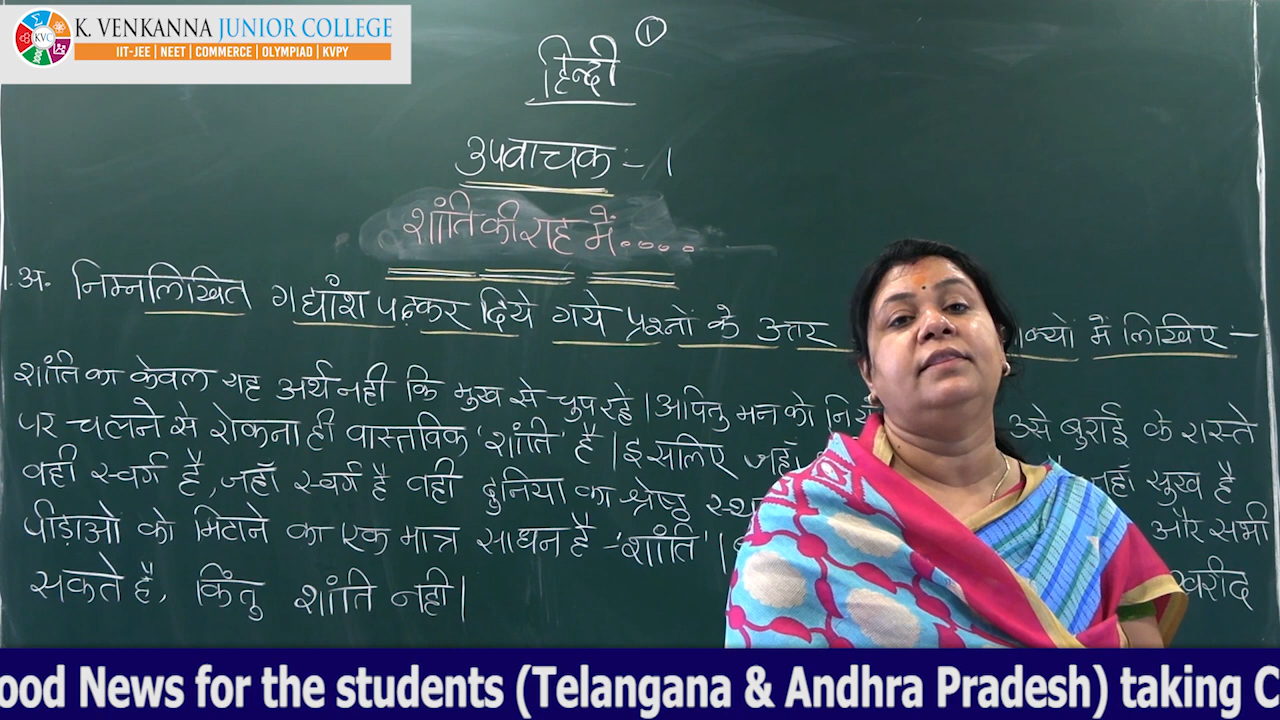 KVC
K. VENKANNA JUNIOR COLLEGE
IIT-JEE | NEET | COMMERCE | OLYMPIAD | KVPY
हिन्दी ①
उपवाचक - 1
शांति की राह में....
1. अ. निम्नलिखित गद्यांश पढ़कर दिये गये प्रश्नों के उत्तर में लिखिए :-
शांति का केवल यह अर्थ नही कि मुख से चुप रहे। अपितु मन को उसे बुराई के रास्ते
पर चलने से रोकना ही वास्तविक 'शांति' है। इसलिए जहाँ जहाँ सुख है
वही स्वर्ग है, जहाँ स्वर्ग है वही दुनिया का श्रेष्ठ और सभी
पीड़ाओ को मिटाने का एक मात्र साधन है - 'शांति'। खरीद
सकते है, किंतु शांति नही।
ood News for the students (Telangana & Andhra Pradesh) taking C